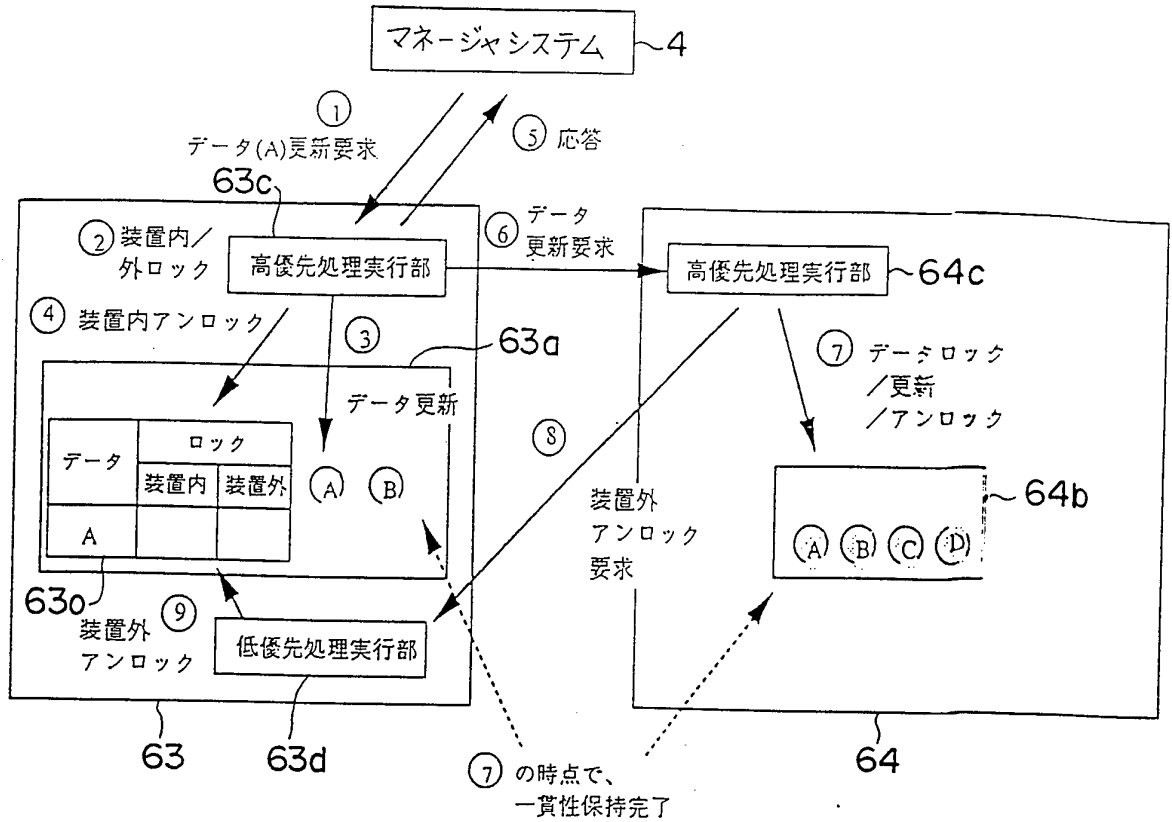 マネージャシステム
4
①
データ(A)更新要求
⑤ 応答
63c
② 装置内／
外ロック
高優先処理実行部
⑥ データ
更新要求
高優先処理実行部
64c
④ 装置内アンロック
③
63a
データ更新
⑦ データロック
／更新
／アンロック
データ
ロック
装置内
装置外
A
A B
⑧
装置外
アンロック
要求
64b
A B C D
63o
⑨
装置外
アンロック
低優先処理実行部
63
63d
64
⑦ の時点で、
一貫性保持完了